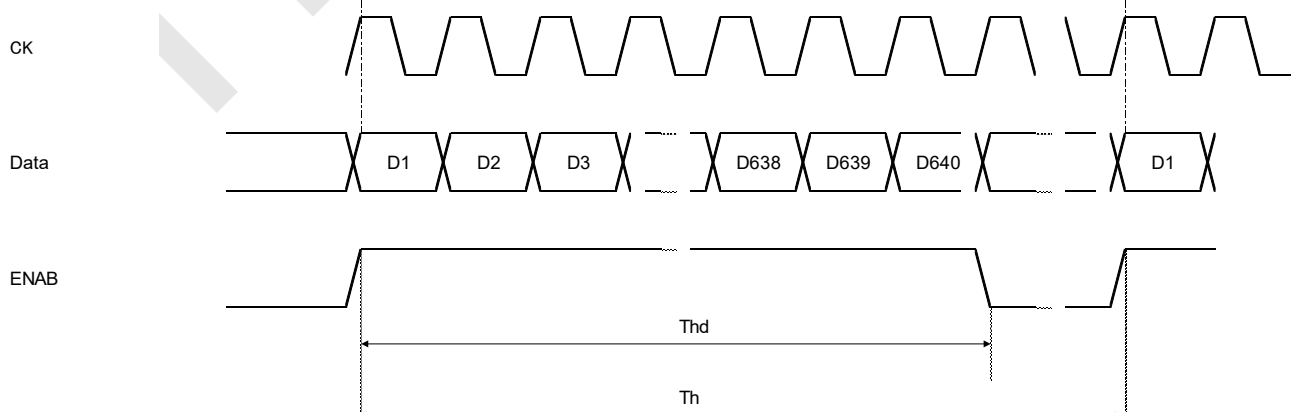 CK
Data
D1
D2
D3
D638
D639
D640
D1
ENAB
Thd
Th